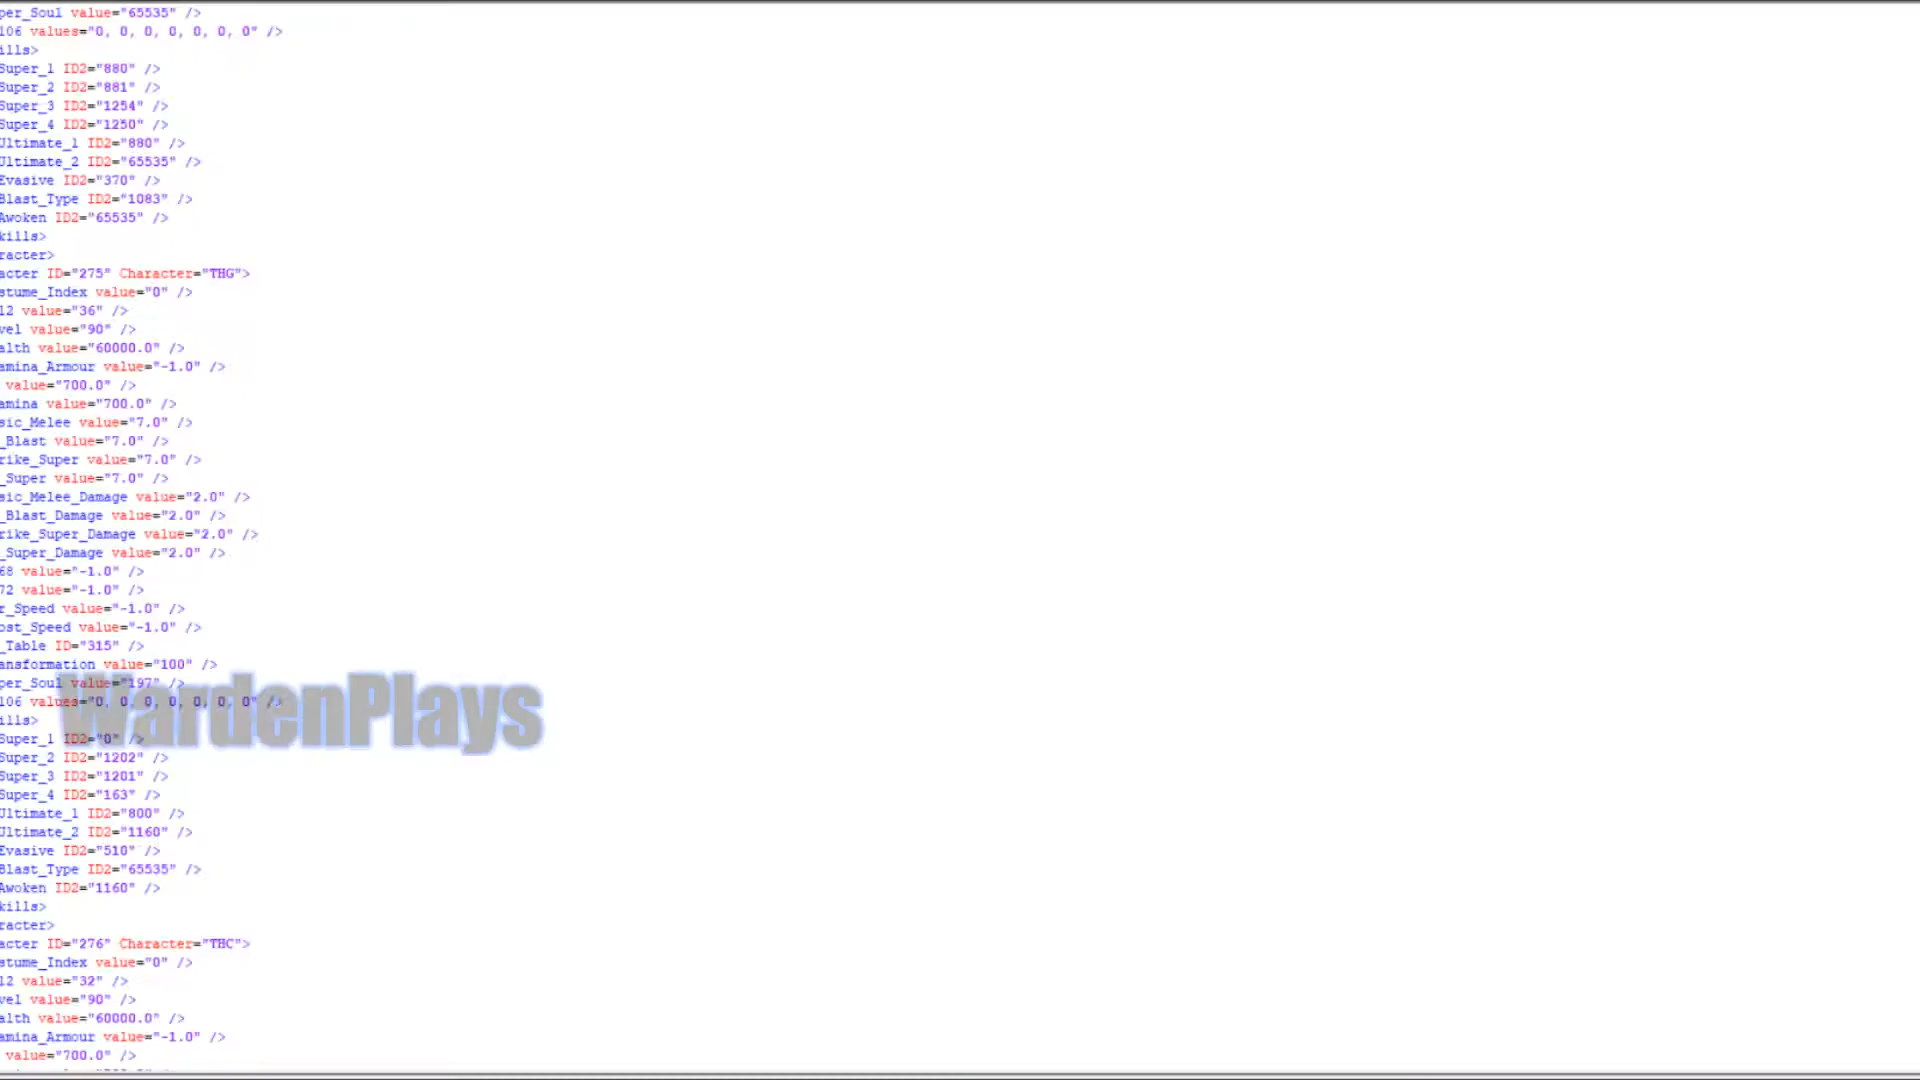 per_Soul value="65535" />
106 values="0, 0, 0, 0, 0, 0, 0" />
ills>
Super_1 ID2="880" />
Super_2 ID2="881" />
Super_3 ID2="1254" />
Super_4 ID2="1250" />
Ultimate_1 ID2="880" />
Ultimate_2 ID2="65535" />
Evasive ID2="370" />
Blast_Type ID2="1083" />
Awoken ID2="65535" />
kills>
racter>
acter ID="275" Character="THG">
stume_Index value="0" />
12 value="36" />
vel value="90" />
alth value="60000.0" />
amina_Armour value="-1.0" />
value="700.0" />
amina value="700.0" />
sic_Melee value="7.0" />
_Blast value="7.0" />
rike_Super value="7.0" />
_Super value="7.0" />
sic_Melee_Damage value="2.0" />
_Blast_Damage value="2.0" />
rike_Super_Damage value="2.0" />
_Super_Damage value="2.0" />
68 value="-1.0" />
72 value="-1.0" />
r_Speed value="-1.0" />
ost_Speed value="-1.0" />
_Table ID="315" />
ansformation value="100" />
per_Soul value="197" />
106 values="0, 0, 0, 0, 0, 0, 0" />
WardenPlays
ills>
Super_1 ID2="0" />
Super_2 ID2="1202" />
Super_3 ID2="1201" />
Super_4 ID2="163" />
Ultimate_1 ID2="800" />
Ultimate_2 ID2="1160" />
Evasive ID2="510" />
Blast_Type ID2="65535" />
Awoken ID2="1160" />
kills>
racter>
acter ID="276" Character="THC">
stume_Index value="0" />
12 value="32" />
vel value="90" />
alth value="60000.0" />
amina_Armour value="-1.0" />
value="700.0" />